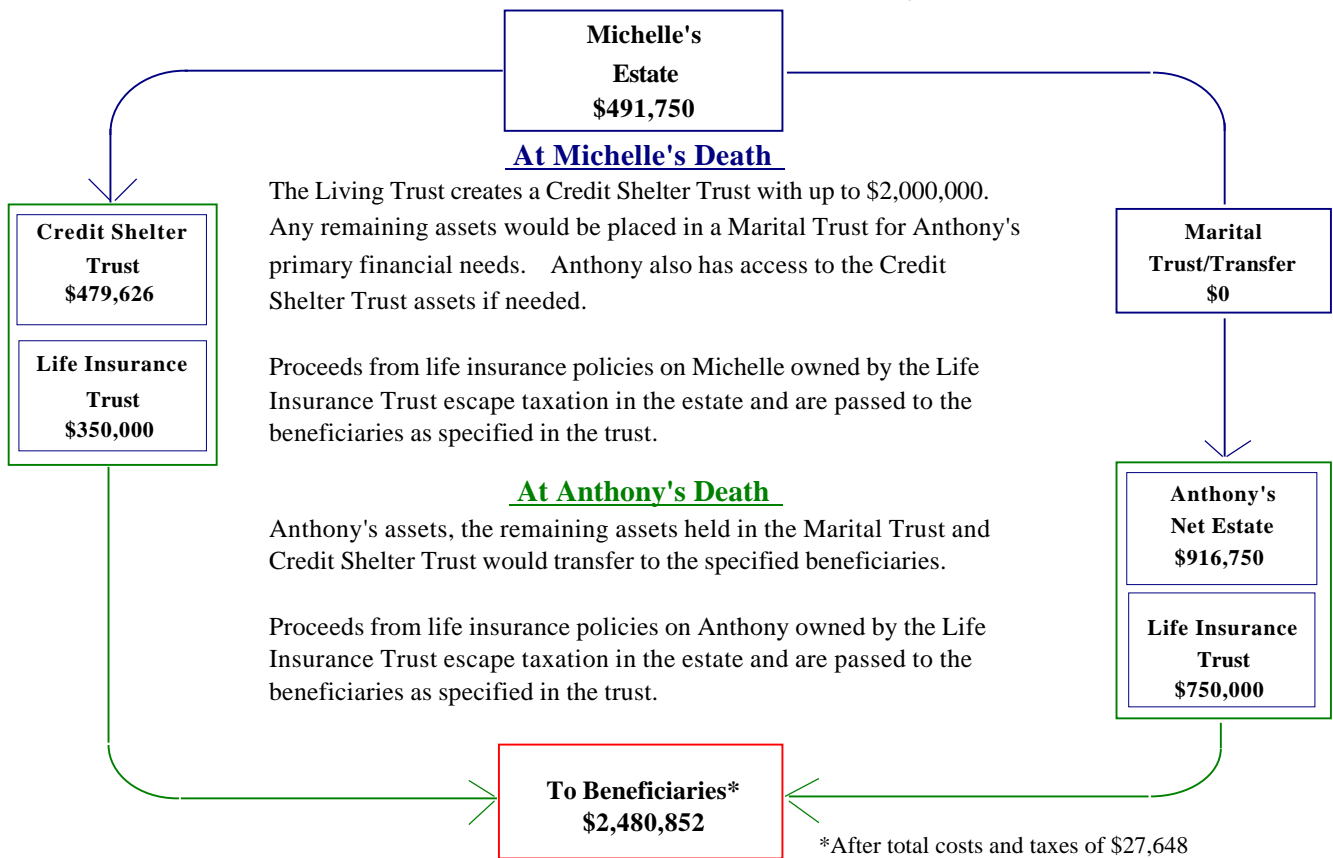 Michelle's
Estate
$491,750
At Michelle's Death
The Living Trust creates a Credit Shelter Trust with up to $2,000,000.
Any remaining assets would be placed in a Marital Trust for Anthony's
primary financial needs. Anthony also has access to the Credit
Shelter Trust assets if needed.
Proceeds from life insurance policies on Michelle owned by the Life
Insurance Trust escape taxation in the estate and are passed to the
beneficiaries as specified in the trust.
Credit Shelter
Trust
$479,626
Life Insurance
Trust
$350,000
Marital
Trust/Transfer
$0
At Anthony's Death
Anthony's assets, the remaining assets held in the Marital Trust and
Credit Shelter Trust would transfer to the specified beneficiaries.
Proceeds from life insurance policies on Anthony owned by the Life
Insurance Trust escape taxation in the estate and are passed to the
beneficiaries as specified in the trust.
Anthony's
Net Estate
$916,750
Life Insurance
Trust
$750,000
To Beneficiaries*
$2,480,852
*After total costs and taxes of $27,648